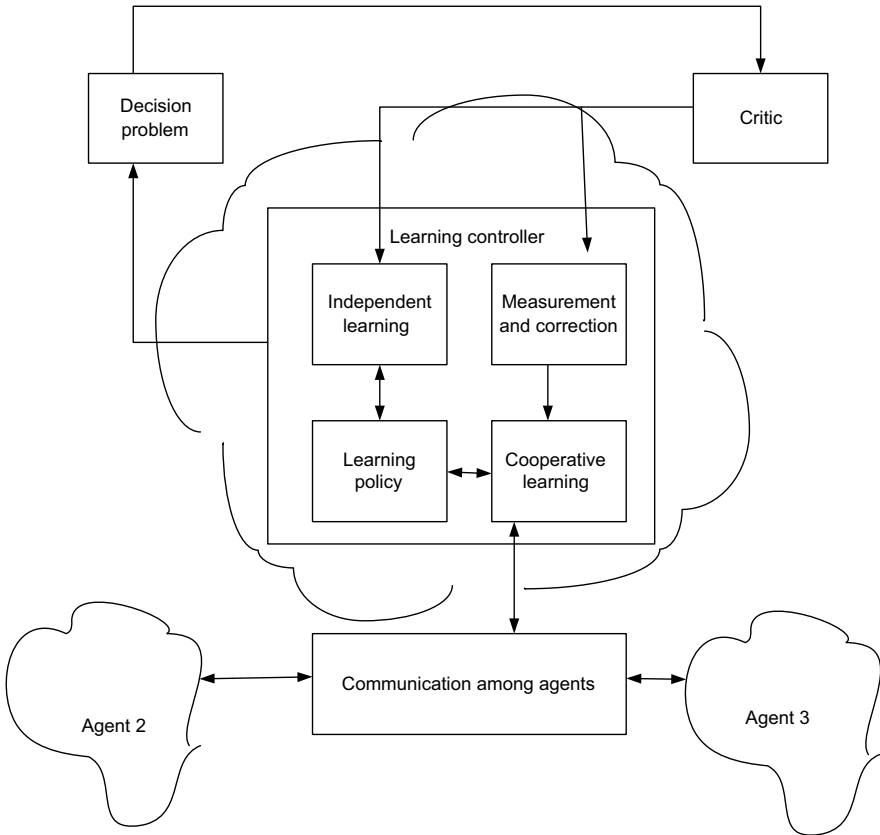 Decision
problem
Critic
Learning controller
Independent
learning
Measurement
and correction
Learning
policy
Cooperative
learning
Communication among agents
Agent 2
Agent 3